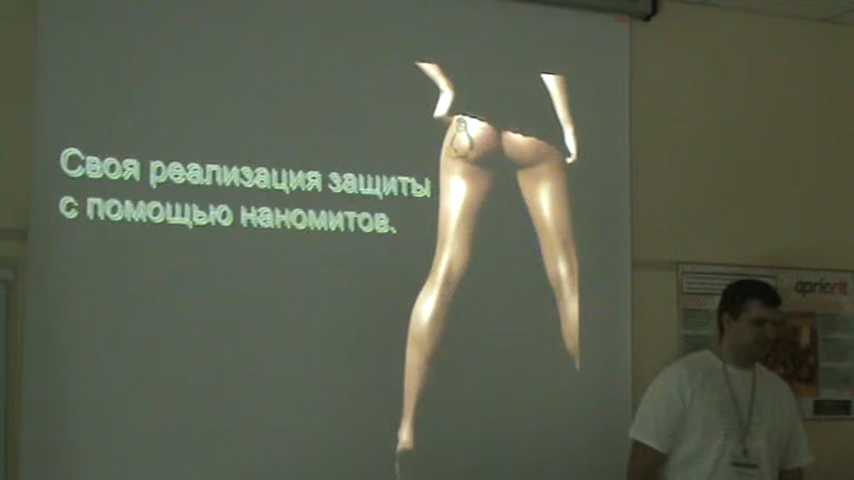 Своя реализация защиты
с помощью наномитов.
apriorit